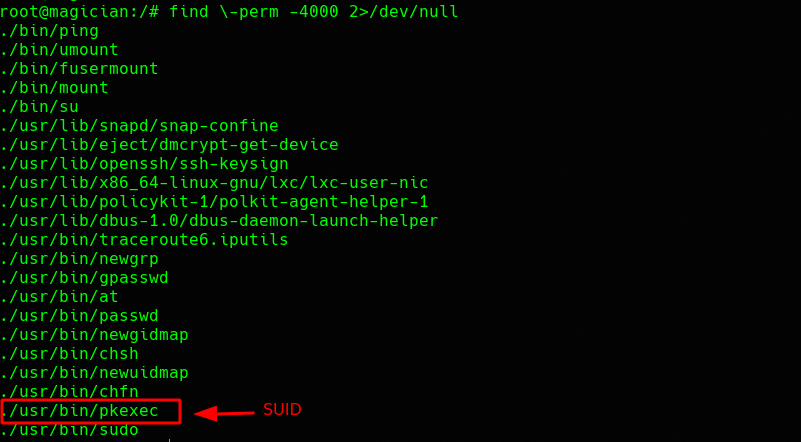 root@magician:/# find \-perm -4000 2>/dev/null
./bin/ping
./bin/umount
./bin/fusermount
./bin/mount
./bin/su
./usr/lib/snapd/snap-confine
./usr/lib/eject/dmcrypt-get-device
./usr/lib/openssh/ssh-keysign
./usr/lib/x86_64-linux-gnu/lxc/lxc-user-nic
./usr/lib/policykit-1/polkit-agent-helper-1
./usr/lib/dbus-1.0/dbus-daemon-launch-helper
./usr/bin/traceroute6.iputils
./usr/bin/newgrp
./usr/bin/gpasswd
./usr/bin/at
./usr/bin/passwd
./usr/bin/newgidmap
./usr/bin/chsh
./usr/bin/newuidmap
./usr/bin/chfn
./usr/bin/pkexec SUID
./usr/bin/sudo